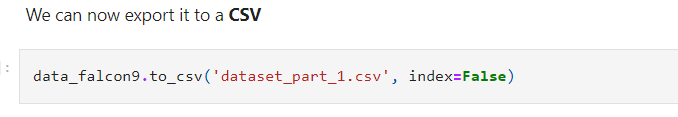 We can now export it to a CSV
]:
data_falcon9.to_csv('dataset_part_1.csv', index=False)